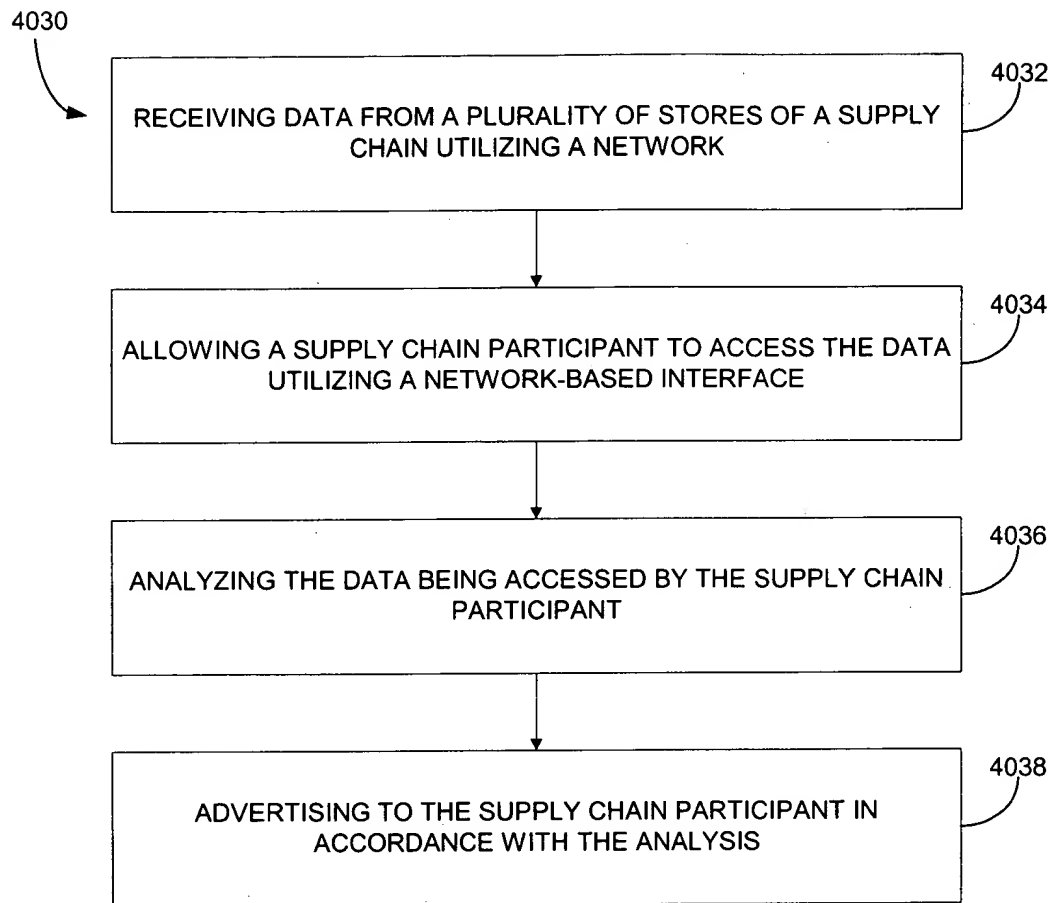 4030
4032
RECEIVING DATA FROM A PLURALITY OF STORES OF A SUPPLY
CHAIN UTILIZING A NETWORK
4034
ALLOWING A SUPPLY CHAIN PARTICIPANT TO ACCESS THE DATA
UTILIZING A NETWORK-BASED INTERFACE
4036
ANALYZING THE DATA BEING ACCESSED BY THE SUPPLY CHAIN
PARTICIPANT
4038
ADVERTISING TO THE SUPPLY CHAIN PARTICIPANT IN
ACCORDANCE WITH THE ANALYSIS